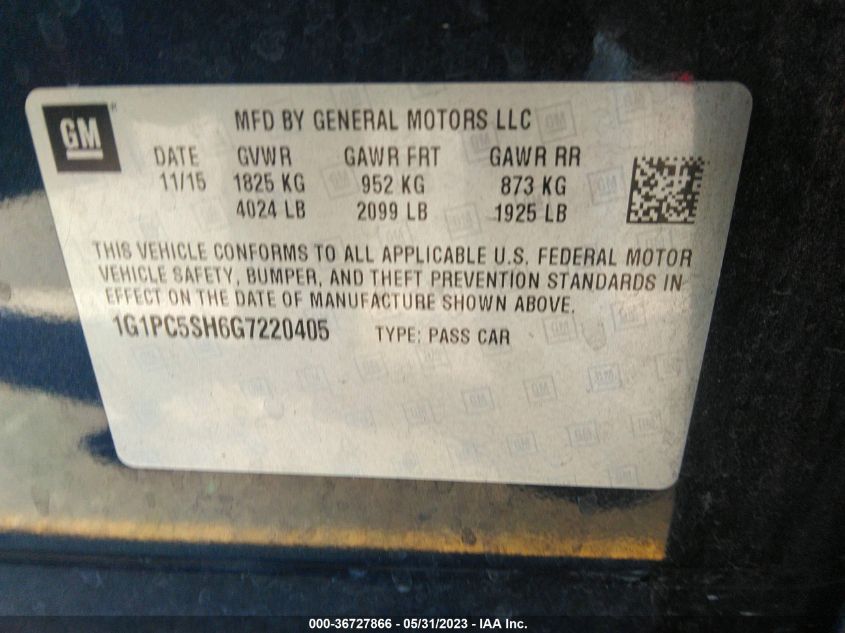 GM
MFD BY GENERAL MOTORS LLC
DATE GVWR GAWR FRT GAWR RR
11/15 1825 KG 952 KG 873 KG
4024 LB 2099 LB 1925 LB
THIS VEHICLE CONFORMS TO ALL APPLICABLE U.S. FEDERAL MOTOR
VEHICLE SAFETY, BUMPER, AND THEFT PREVENTION STANDARDS IN
EFFECT ON THE DATE OF MANUFACTURE SHOWN ABOVE.
1G1PC5SH6G7220405 TYPE: PASS CAR
000-36727866 - 05/31/2023 - IAA Inc.